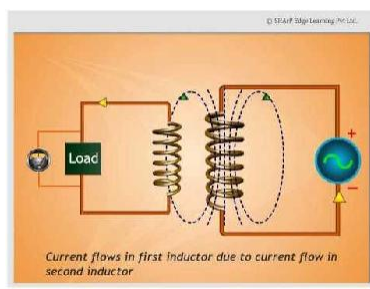 Load
+
−
Current flows in first inductor due to current flow in
second inductor